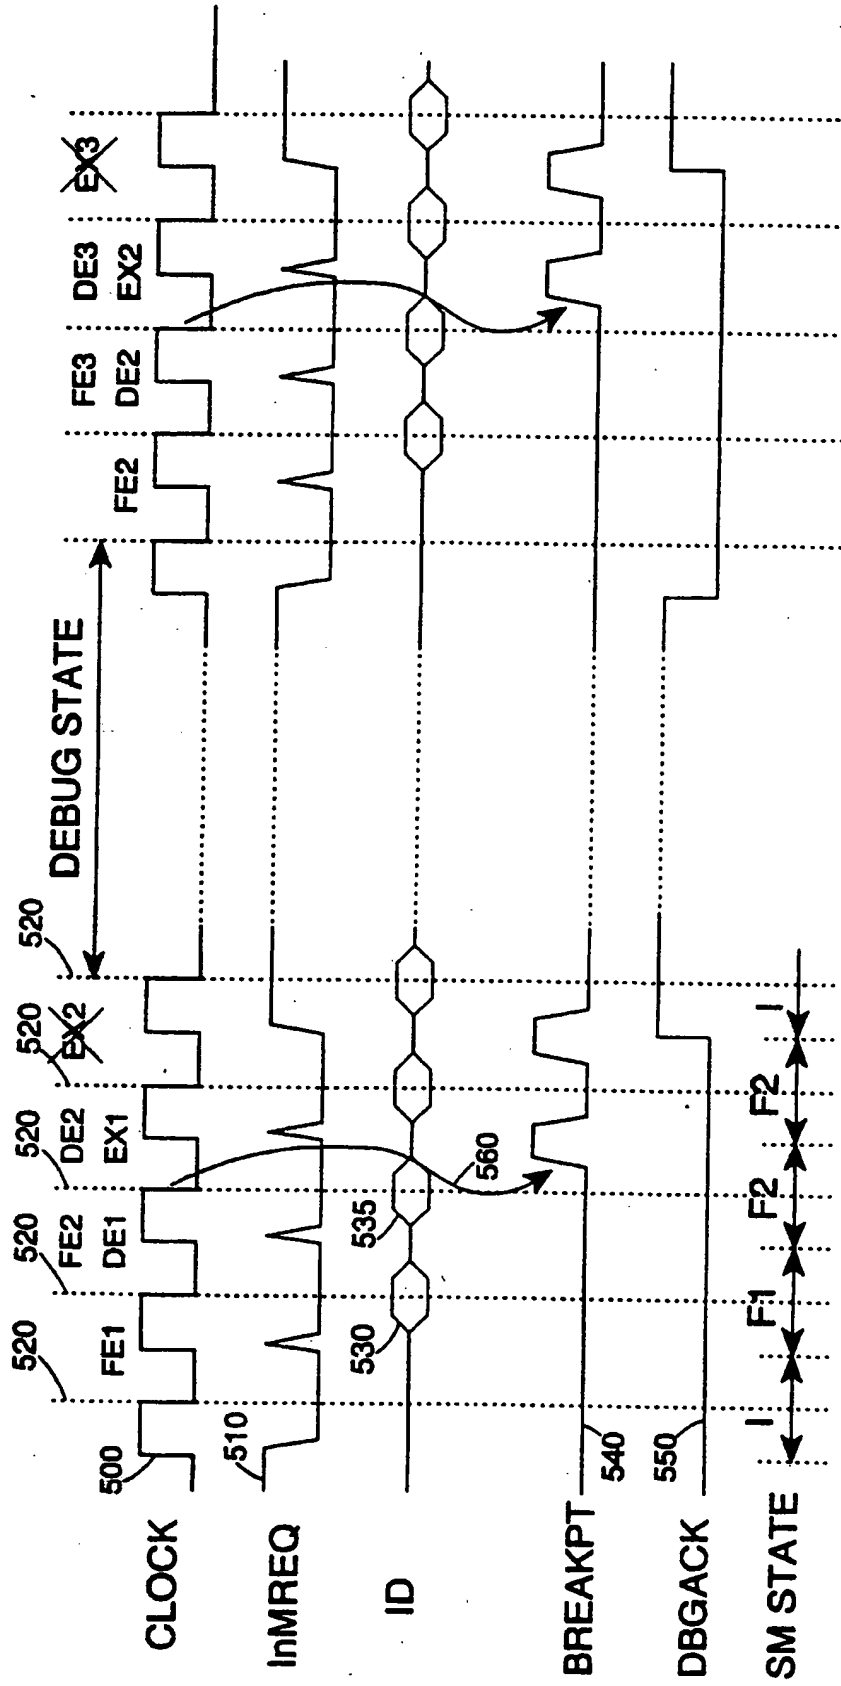 520 520 520 520 520
DEBUG STATE
FE2 DE2 EX2 FE3 DE3 EX3
FE1 DE1 EX1 FE2 DE2 EX2
500
CLOCK
510
InMREQ
530 535 560
ID
BREAKPT
540
550
DBGACK
I F1 F2 F2 I
SM STATE